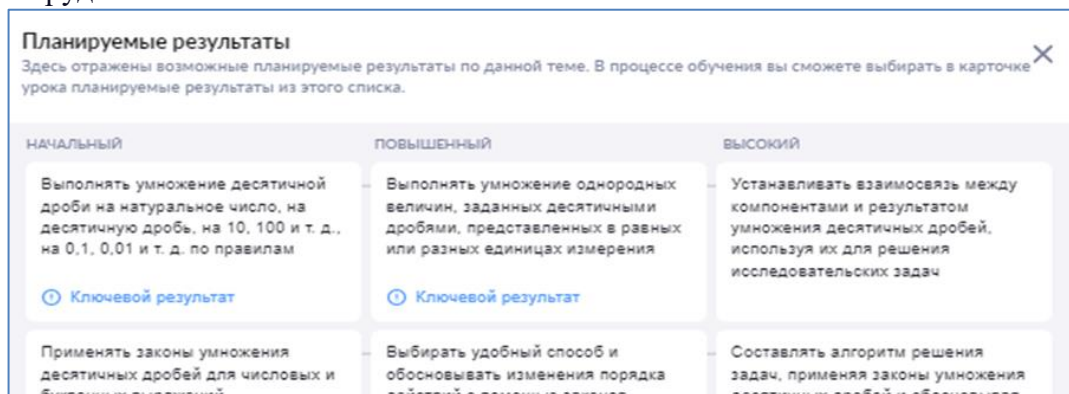 Планируемые результаты
Здесь отражены возможные планируемые результаты по данной теме. В процессе обучения вы сможете выбирать в карточке
урока планируемые результаты из этого списка.
НАЧАЛЬНЫЙ
Выполнять умножение десятичной
дроби на натуральное число, на
десятичную дробь, на 10, 100 и т. д.,
на 0,1, 0,01 и т. д. по правилам
Ключевой результат
Применять законы умножения
десятичных дробей для числовых и
ПОВЫШЕННЫЙ
Выполнять умножение однородных
величин, заданных десятичными
дробями, представленных в равных
или разных единицах измерения
Ключевой результат
Выбирать удобный способ и
обосновывать изменения порядка
ВЫСОКИЙ
Устанавливать взаимосвязь между
компонентами и результатом
умножения десятичных дробей,
используя их для решения
исследовательских задач
Составлять алгоритм решения
задач, применяя законы умножения